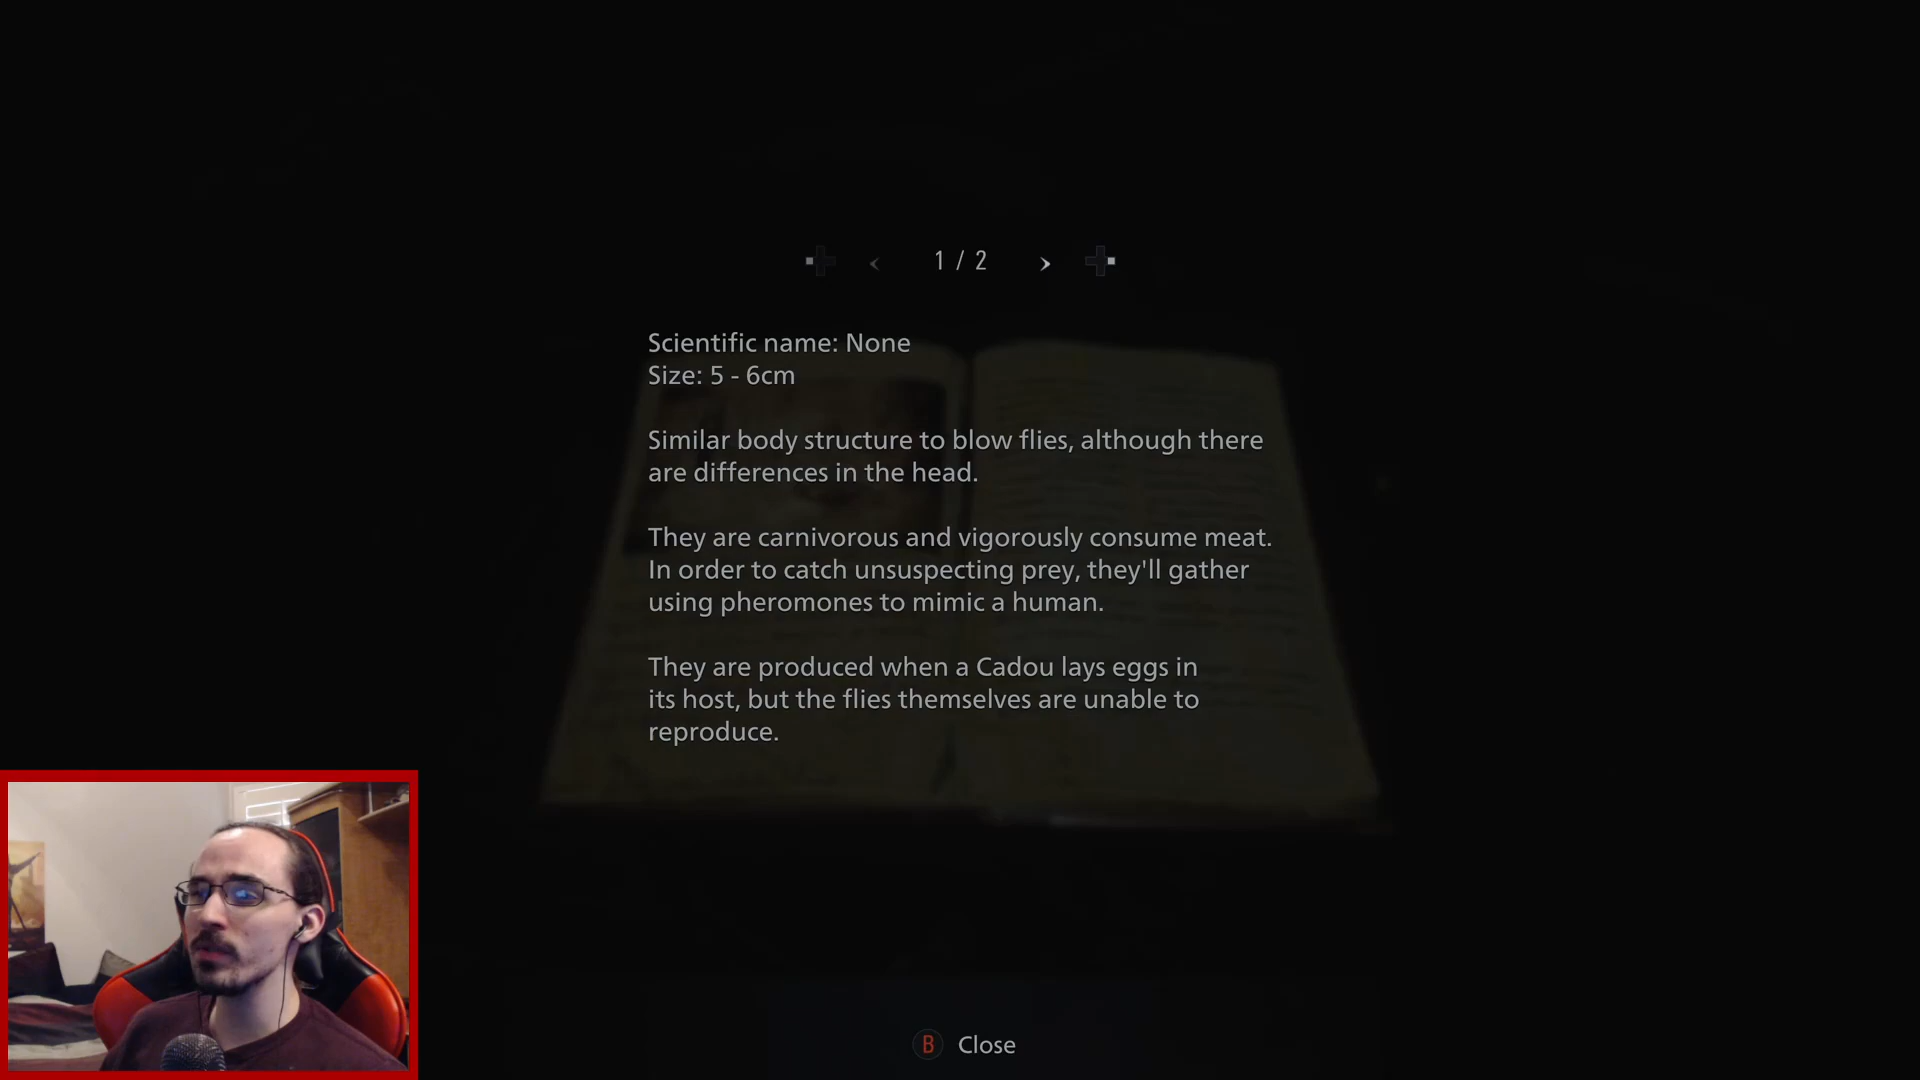 1 / 2
Scientific name: None
Size: 5 - 6cm
Similar body structure to blow flies, although there
are differences in the head.
They are carnivorous and vigorously consume meat.
In order to catch unsuspecting prey, they'll gather
using pheromones to mimic a human.
They are produced when a Cadou lays eggs in
its host, but the flies themselves are unable to
reproduce.
B Close